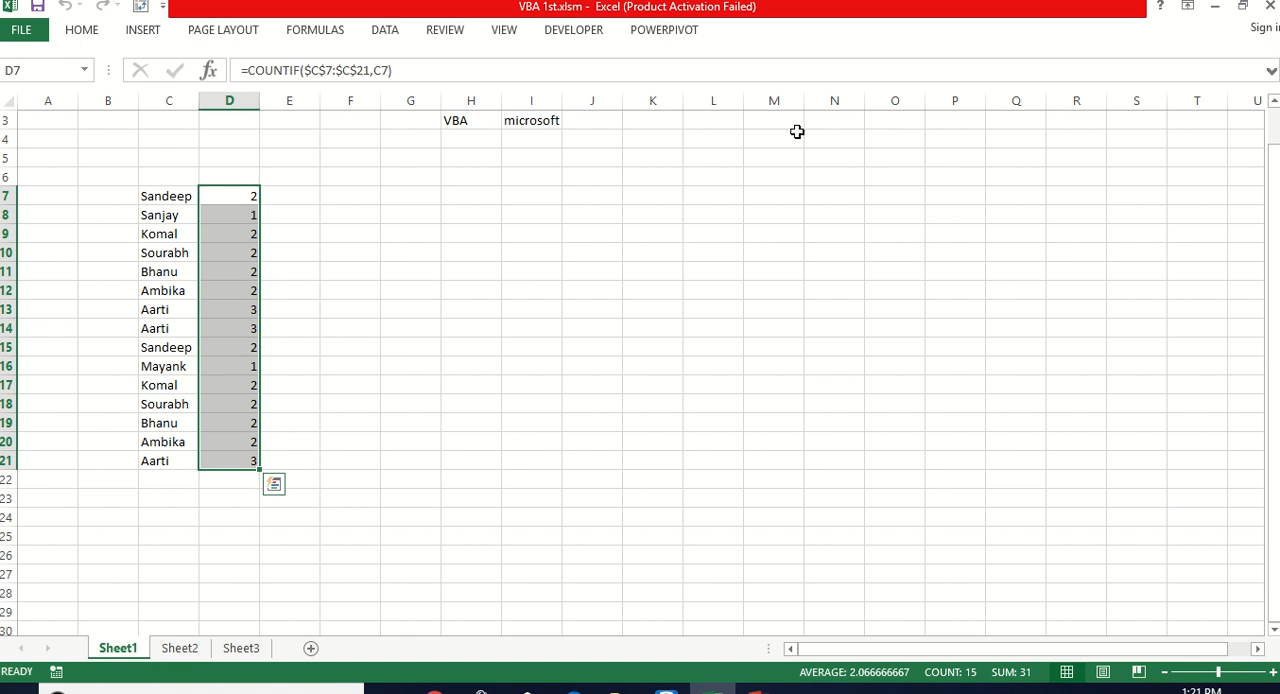 VBA 1st.xlsm - Excel (Product Activation Failed)
?
FILE HOME INSERT PAGE LAYOUT FORMULAS DATA REVIEW VIEW DEVELOPER POWERPIVOT
Sign in
D7 fx =COUNTIF($C$7:$C$21,C7)
A B C D E F G H I J K L M N O P Q R S T U
3 VBA microsoft
4
5
6
7 Sandeep 2
8 Sanjay 1
9 Komal 2
10 Sourabh 2
11 Bhanu 2
12 Ambika 2
13 Aarti 3
14 Aarti 3
15 Sandeep 2
16 Mayank 1
17 Komal 2
18 Sourabh 2
19 Bhanu 2
20 Ambika 2
21 Aarti 3
22
23
24
25
26
27
28
29
30
Sheet1 Sheet2 Sheet3
READY AVERAGE: 2.066666667 COUNT: 15 SUM: 31
1:21 PM